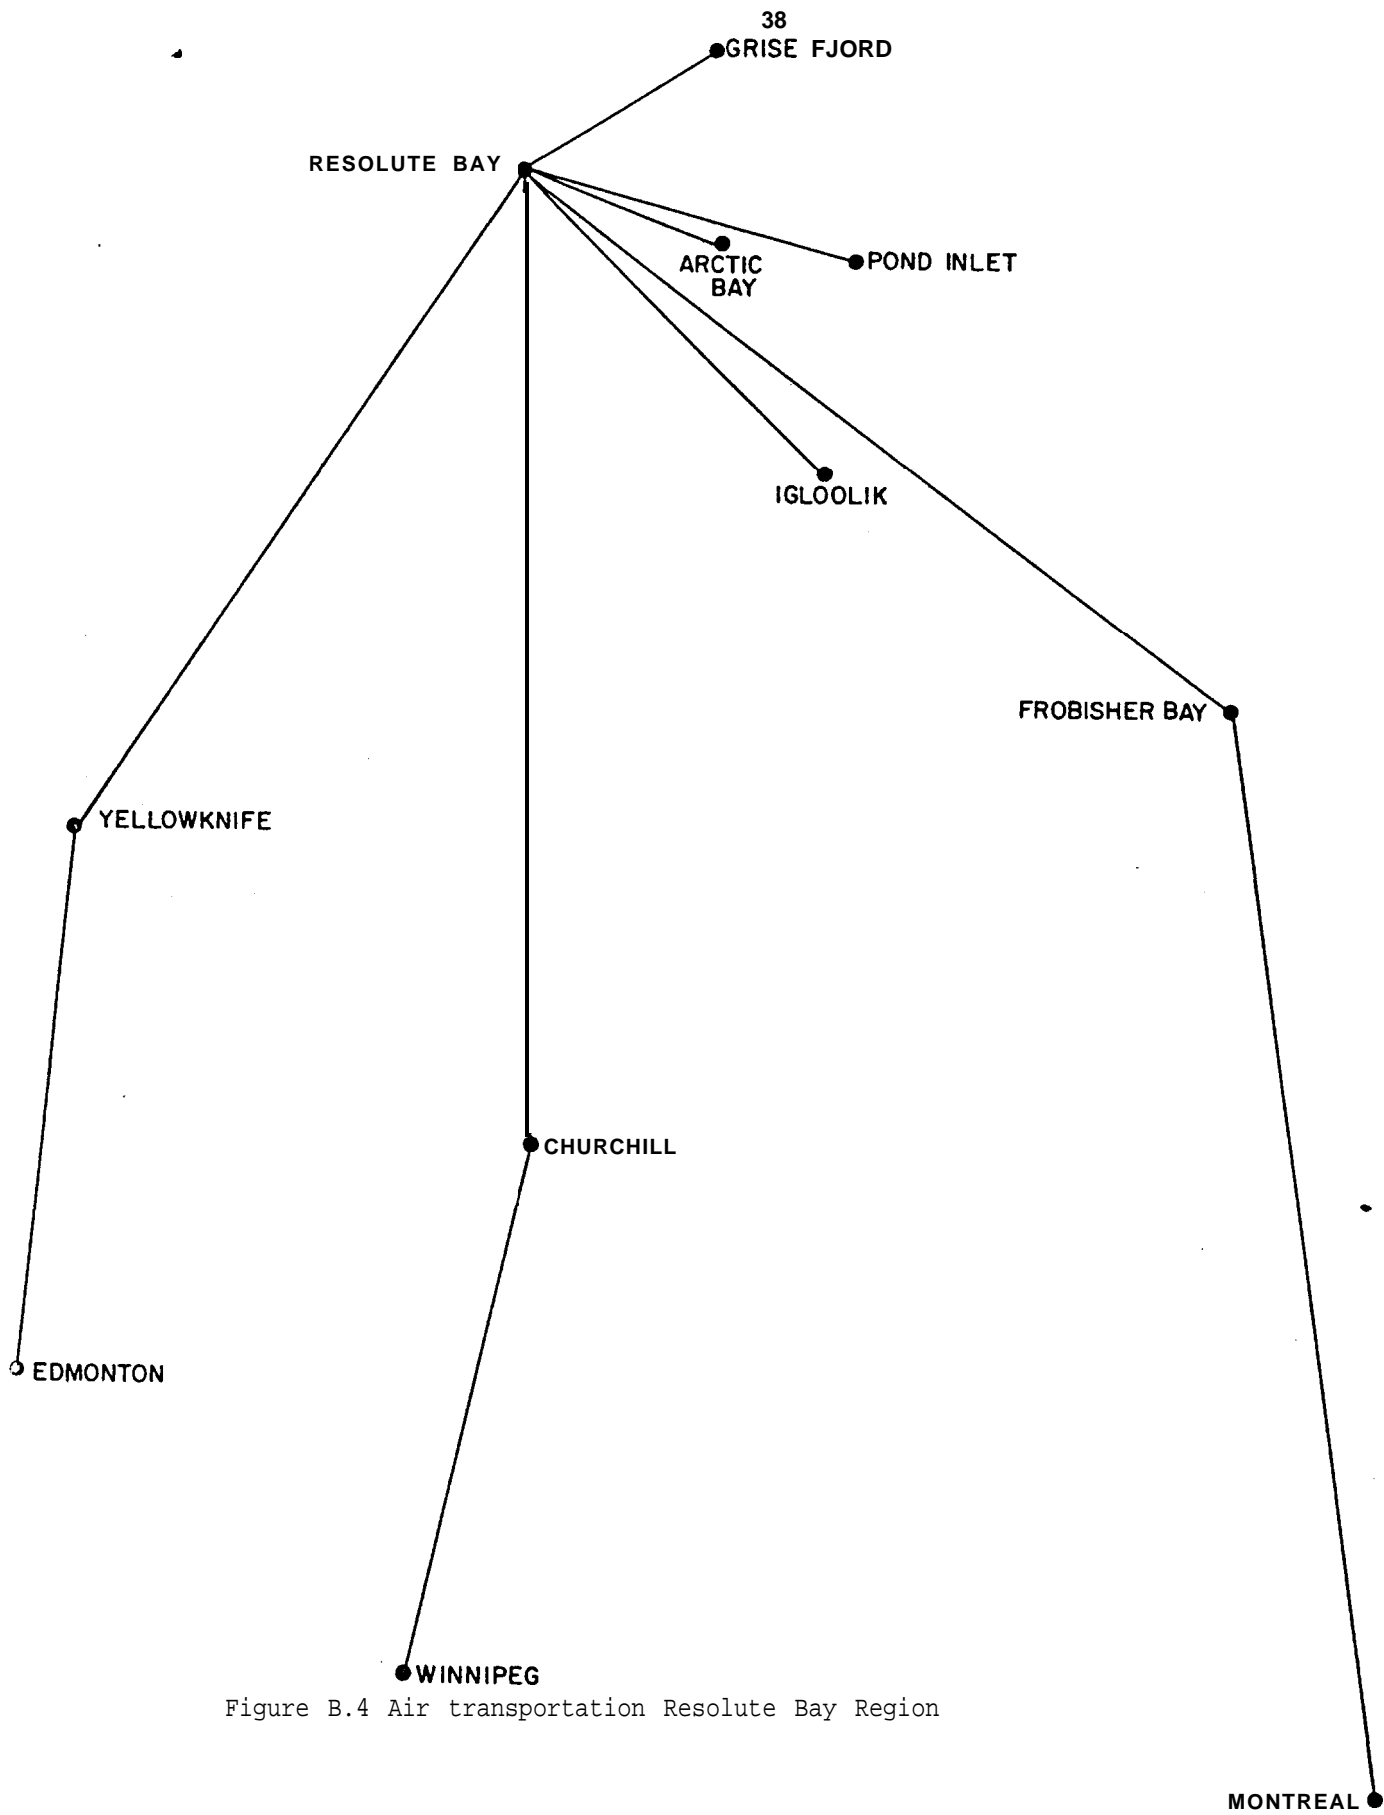 38
GRISE FJORD
RESOLUTE BAY
ARCTIC
BAY
POND INLET
IGLOOLIK
FROBISHER BAY
YELLOWKNIFE
CHURCHILL
EDMONTON
WINNIPEG
Figure B.4 Air transportation Resolute Bay Region
MONTREAL